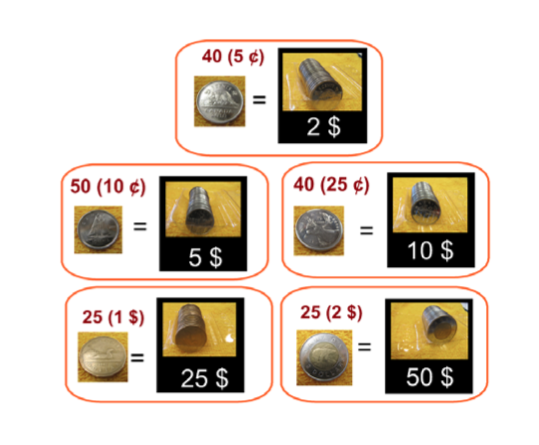 40 (5 ¢)
=
2 $
50 (10 ¢)
=
5 $
40 (25 ¢)
=
10 $
25 (1 $)
=
25 $
25 (2 $)
=
50 $